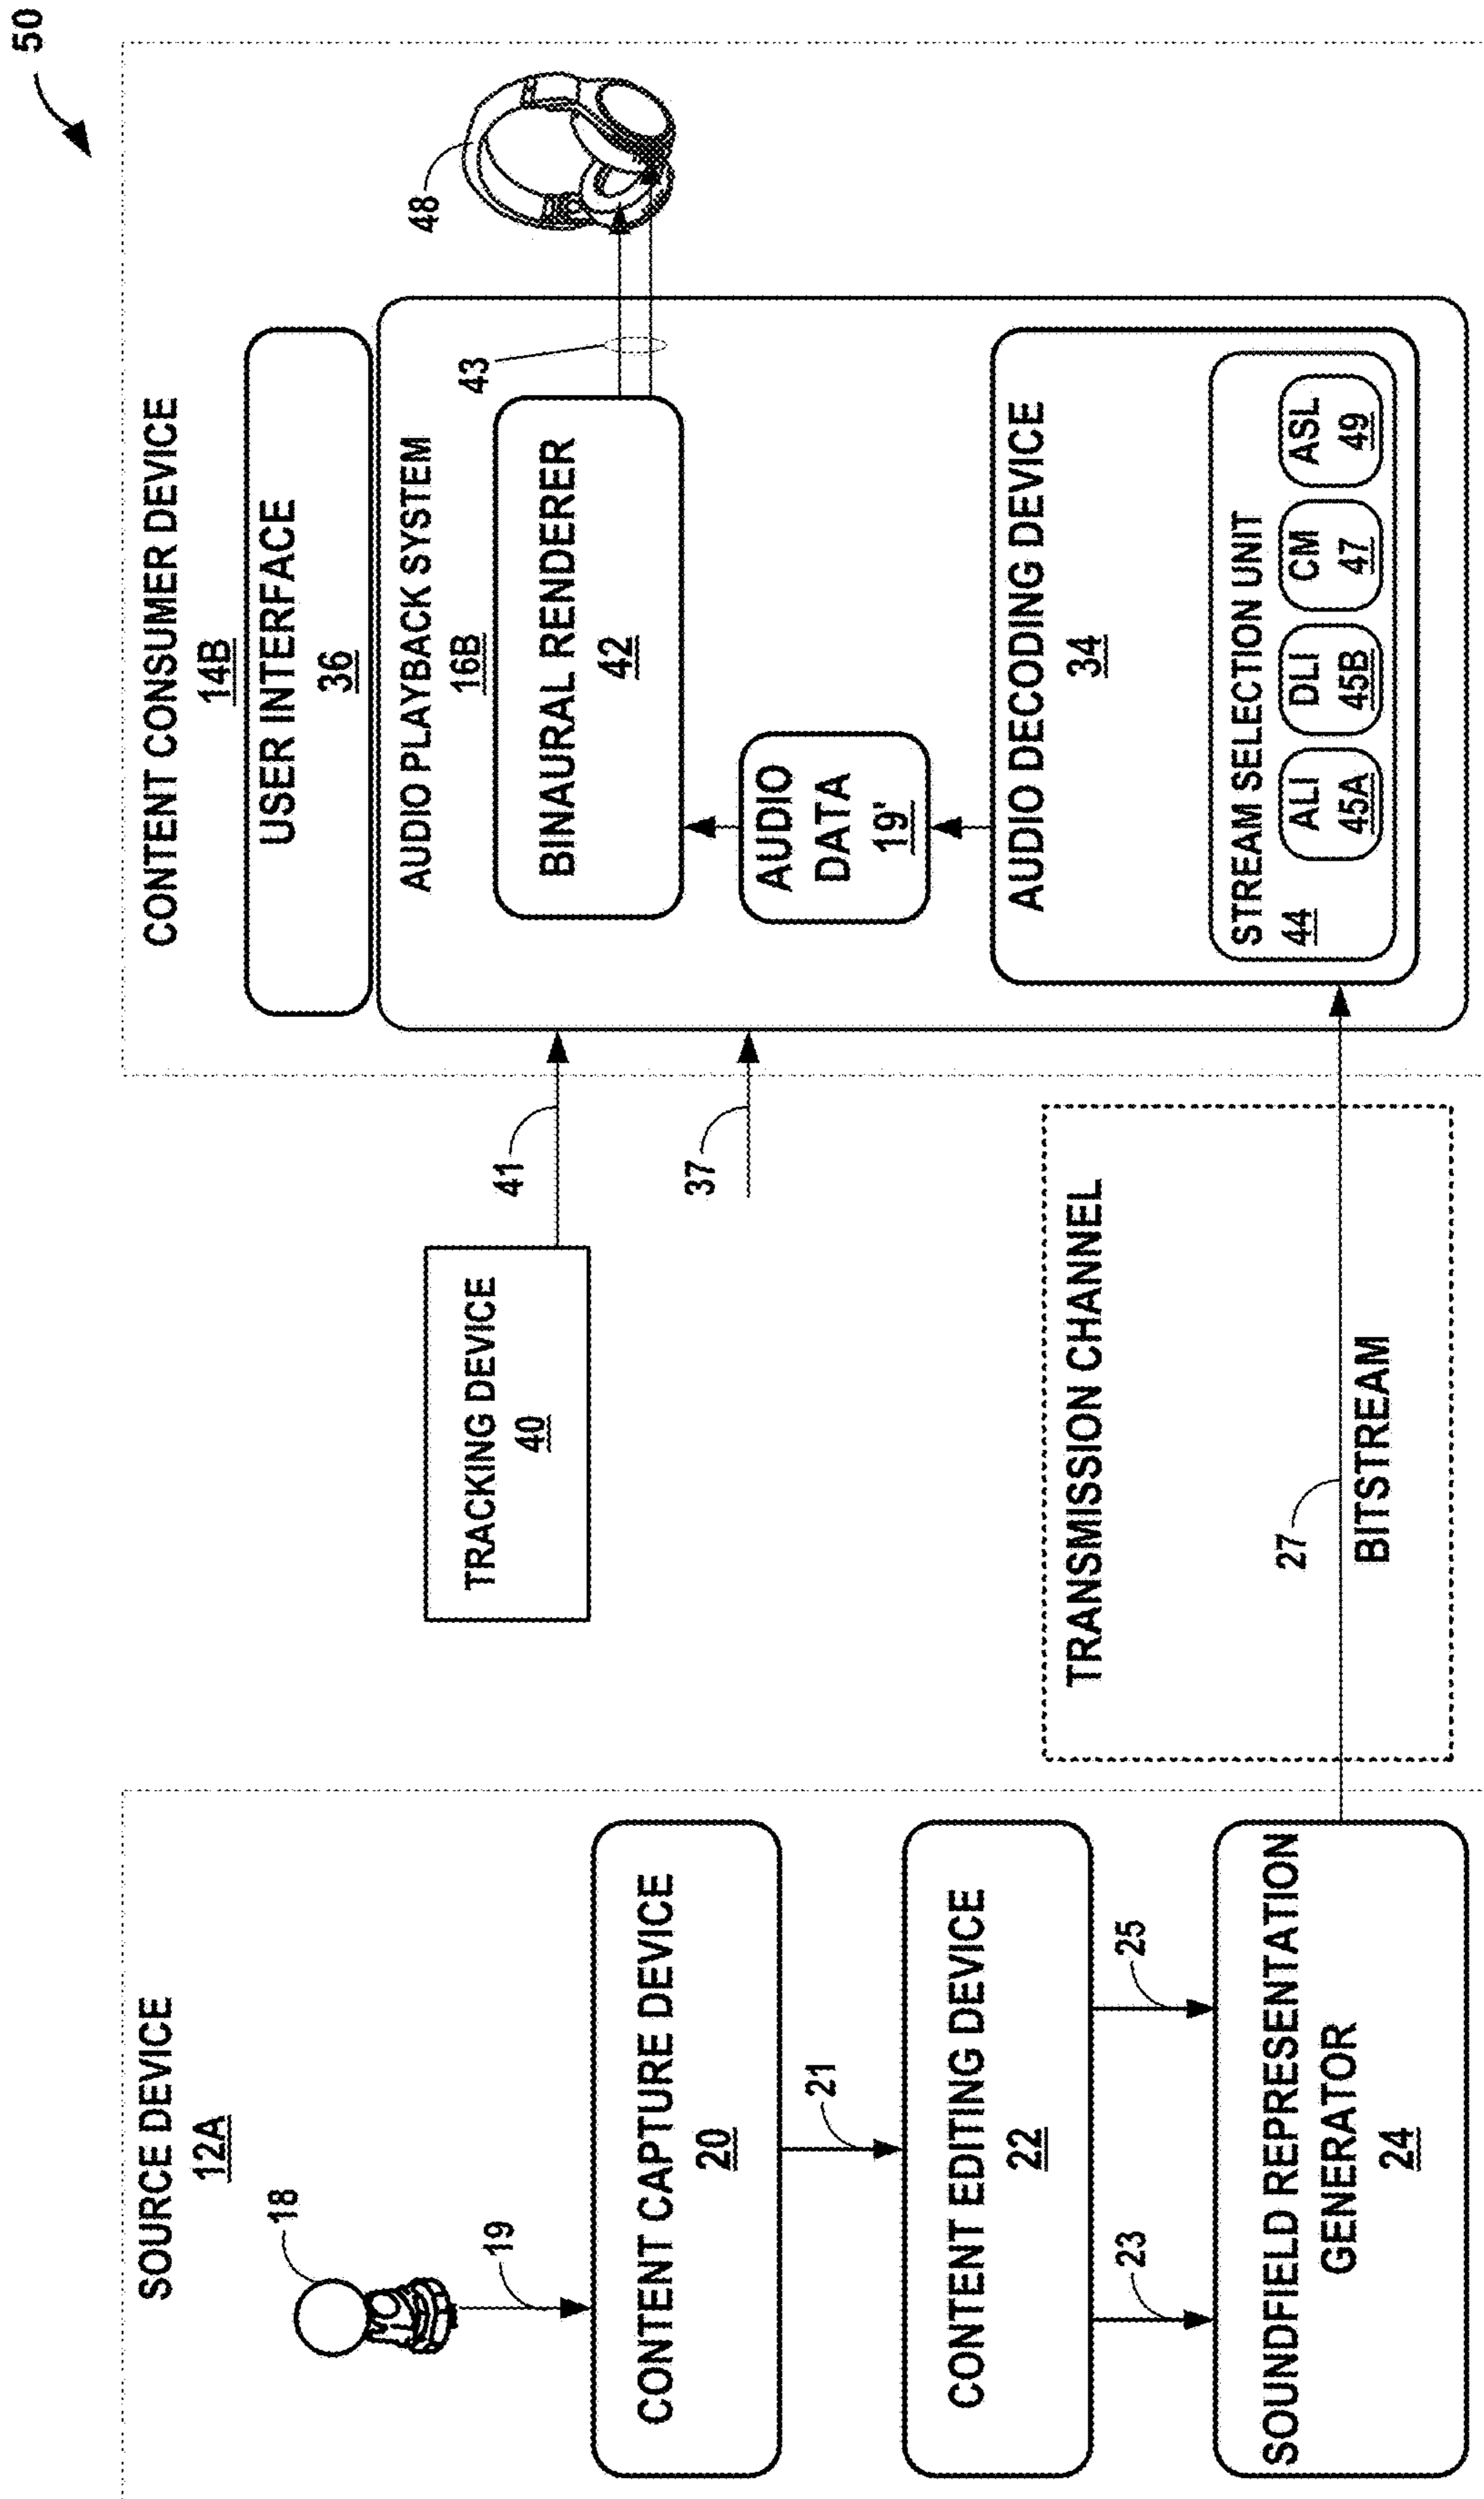 50
SOURCE DEVICE
12A
18
19
CONTENT CAPTURE DEVICE
20
21
CONTENT EDITING DEVICE
22
23
25
SOUNDFIELD REPRESENTATION
GENERATOR
24
TRACKING DEVICE
40
41
37
TRANSMISSION CHANNEL
27
BITSTREAM
CONTENT CONSUMER DEVICE
14B
USER INTERFACE
36
AUDIO PLAYBACK SYSTEM
16B
BINAURAL RENDERER
42
43
48
AUDIO
DATA
19'
AUDIO DECODING DEVICE
34
STREAM SELECTION UNIT
44
ALI
45A
DLI
45B
CM
47
ASL
49